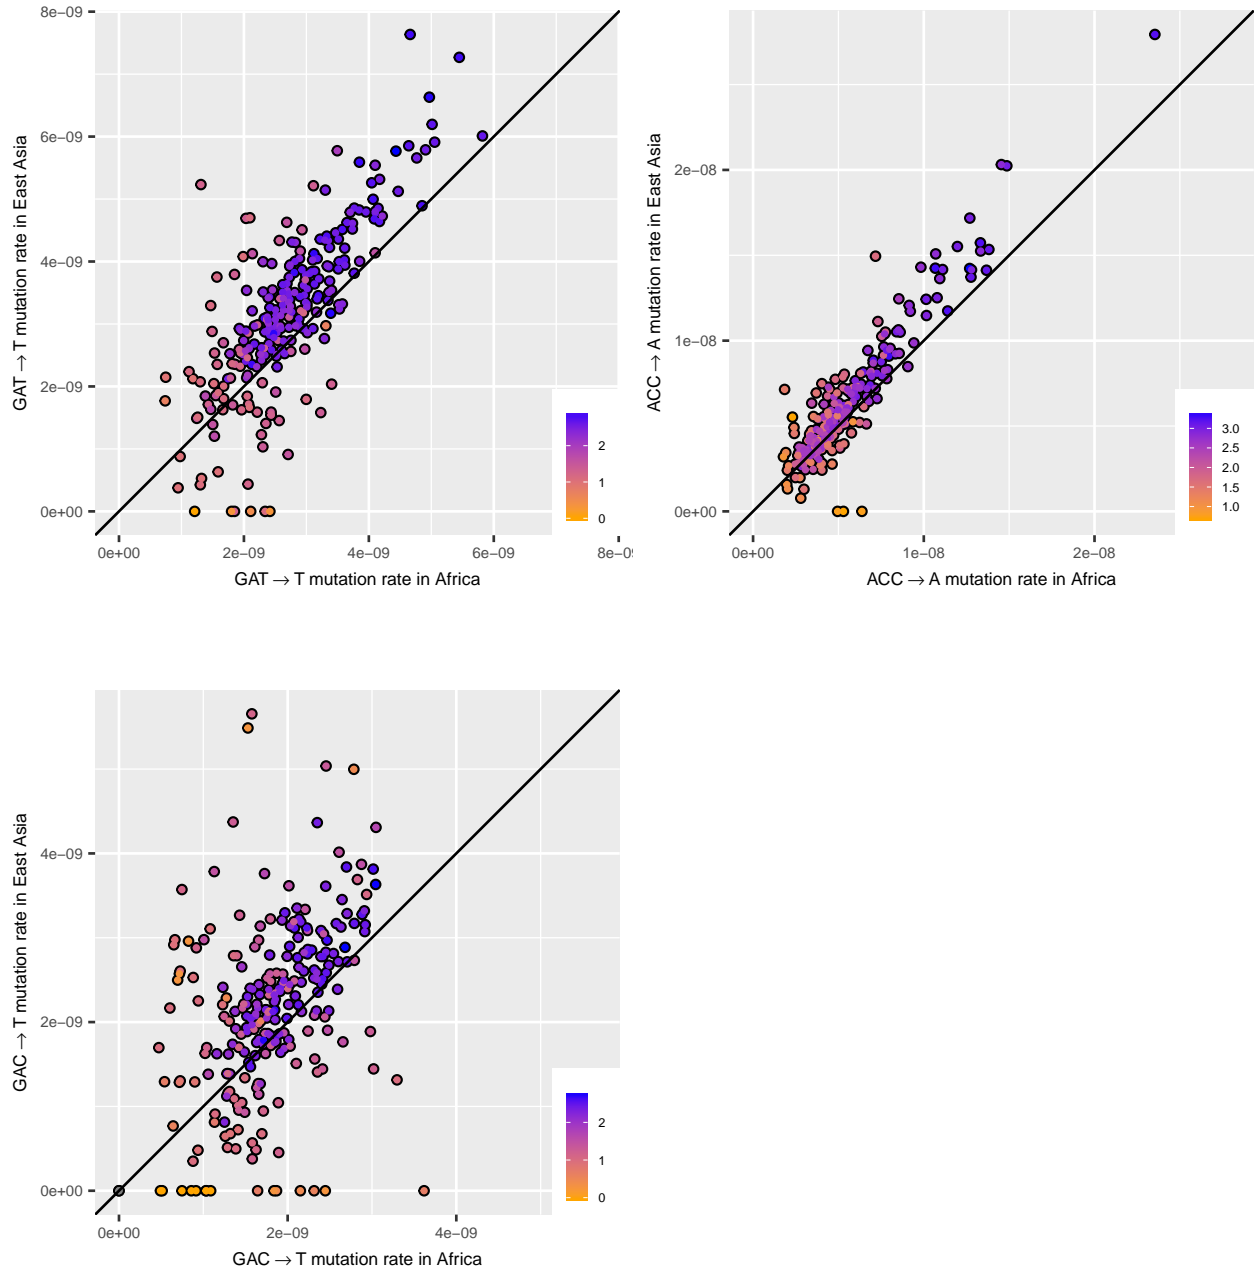 8e−09
6e−09
4e−09
2e−09
0e+00
GAT → T mutation rate in East Asia
0e+00 2e−09 4e−09 6e−09 8e−
GAT → T mutation rate in Africa
2
1
0
2e−08
1e−08
0e+00
ACC → A mutation rate in East Asia
0e+00 1e−08 2e−08
ACC → A mutation rate in Africa
3.0
2.5
2.0
1.5
1.0
4e−09
2e−09
0e+00
GAC → T mutation rate in East Asia
0e+00 2e−09 4e−09
GAC → T mutation rate in Africa
2
1
0